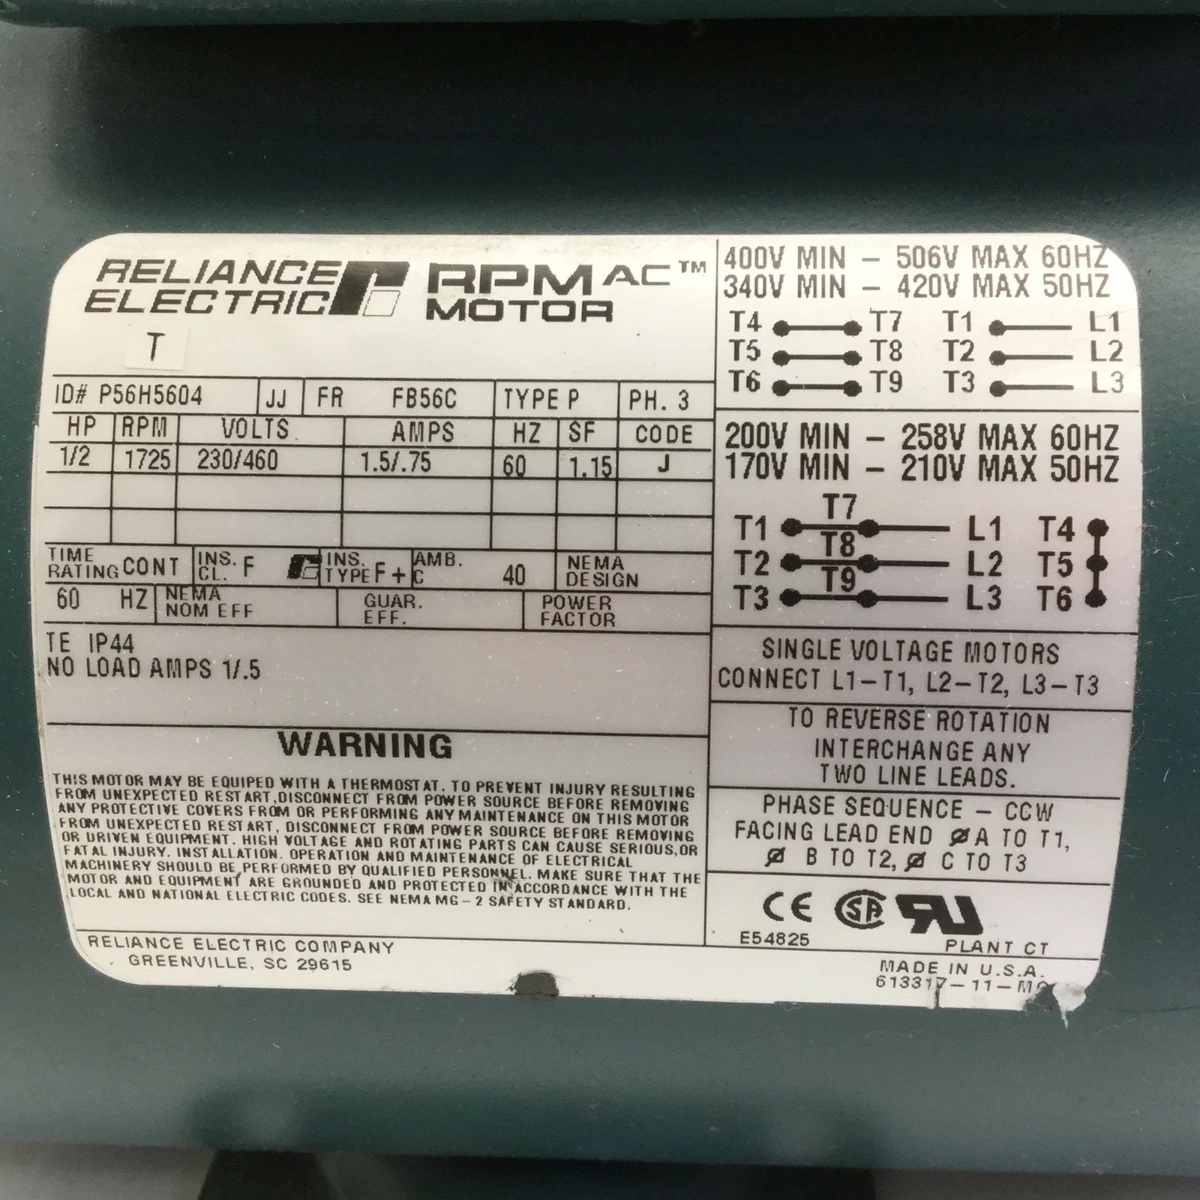 RELIANCE
ELECTRIC
RPM AC™
MOTOR
T
ID# P56H5604 JJ FR FB56C TYPE P PH. 3
HP RPM VOLTS AMPS HZ SF CODE
1/2 1725 230/460 1.5/.75 60 1.15 J
TIME RATING CONT INS. CL. F INS. TYPE F+ AMB. C 40 NEMA DESIGN
60 HZ NEMA NOM EFF GUAR. EFF. POWER FACTOR
TE IP44
NO LOAD AMPS 1/.5
WARNING
THIS MOTOR MAY BE EQUIPED WITH A THERMOSTAT. TO PREVENT INJURY RESULTING
FROM UNEXPECTED RESTART, DISCONNECT FROM POWER SOURCE BEFORE REMOVING
ANY PROTECTIVE COVERS FROM OR PERFORMING ANY MAINTENANCE ON THIS MOTOR
FROM UNEXPECTED RESTART, DISCONNECT FROM POWER SOURCE BEFORE REMOVING
OR DRIVEN EQUIPMENT. HIGH VOLTAGE AND ROTATING PARTS CAN CAUSE SERIOUS, OR
FATAL INJURY. INSTALLATION. OPERATION AND MAINTENANCE OF ELECTRICAL
MACHINERY SHOULD BE PERFORMED BY QUALIFIED PERSONNEL. MAKE SURE THAT THE
MOTOR AND EQUIPMENT ARE GROUNDED AND PROTECTED IN ACCORDANCE WITH THE
LOCAL AND NATIONAL ELECTRIC CODES. SEE NEMA MG-2 SAFETY STANDARD.
RELIANCE ELECTRIC COMPANY
GREENVILLE, SC 29615
400V MIN - 506V MAX 60HZ
340V MIN - 420V MAX 50HZ
T4 T7 T1 L1
T5 T8 T2 L2
T6 T9 T3 L3
200V MIN - 258V MAX 60HZ
170V MIN - 210V MAX 50HZ
T7
T1 L1 T4
T8
T2 L2 T5
T9
T3 L3 T6
SINGLE VOLTAGE MOTORS
CONNECT L1-T1, L2-T2, L3-T3
TO REVERSE ROTATION
INTERCHANGE ANY
TWO LINE LEADS.
PHASE SEQUENCE - CCW
FACING LEAD END Ø A TO T1,
Ø B TO T2, Ø C TO T3
CE SA RU
E54825 PLANT CT
MADE IN U.S.A.
613317-11-